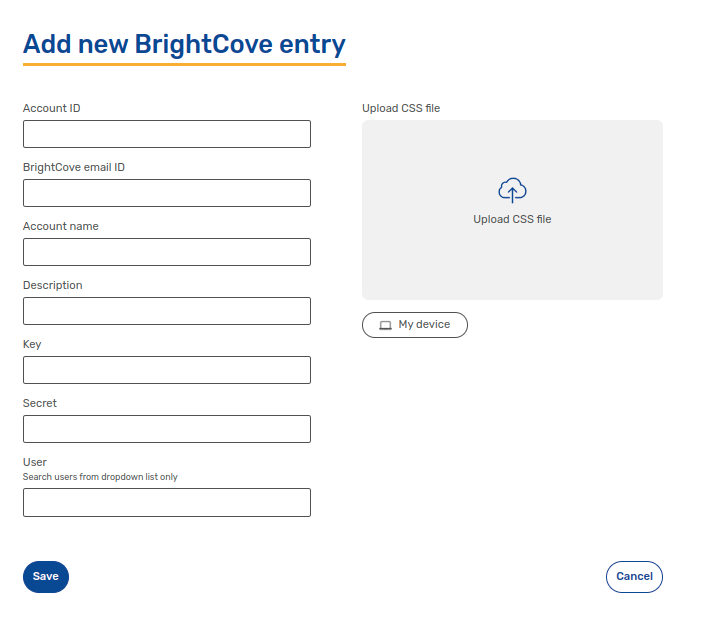 Add new BrightCove entry
Account ID
BrightCove email ID
Account name
Description
Key
Secret
User
Search users from dropdown list only
Upload CSS file
Upload CSS file
My device
Save
Cancel